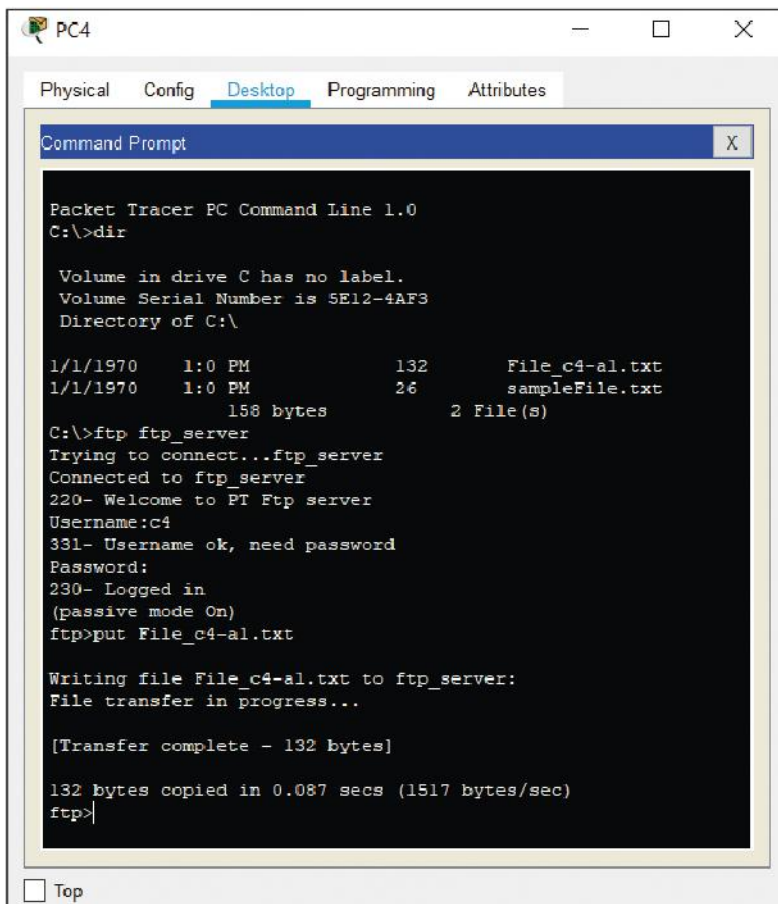 PC4
Physical Config Desktop Programming Attributes
Command Prompt X
Packet Tracer PC Command Line 1.0
C:\>dir
Volume in drive C has no label.
Volume Serial Number is 5E12-4AF3
Directory of C:\
1/1/1970 1:0 PM 132 File_c4-a1.txt
1/1/1970 1:0 PM 26 sampleFile.txt
158 bytes 2 File(s)
C:\>ftp ftp_server
Trying to connect...ftp_server
Connected to ftp_server
220- Welcome to PT Ftp server
Username:c4
331- Username ok, need password
Password:
230- Logged in
(passive mode On)
ftp>put File_c4-a1.txt
Writing file File_c4-a1.txt to ftp_server:
File transfer in progress...
[Transfer complete - 132 bytes]
132 bytes copied in 0.087 secs (1517 bytes/sec)
ftp>
Top